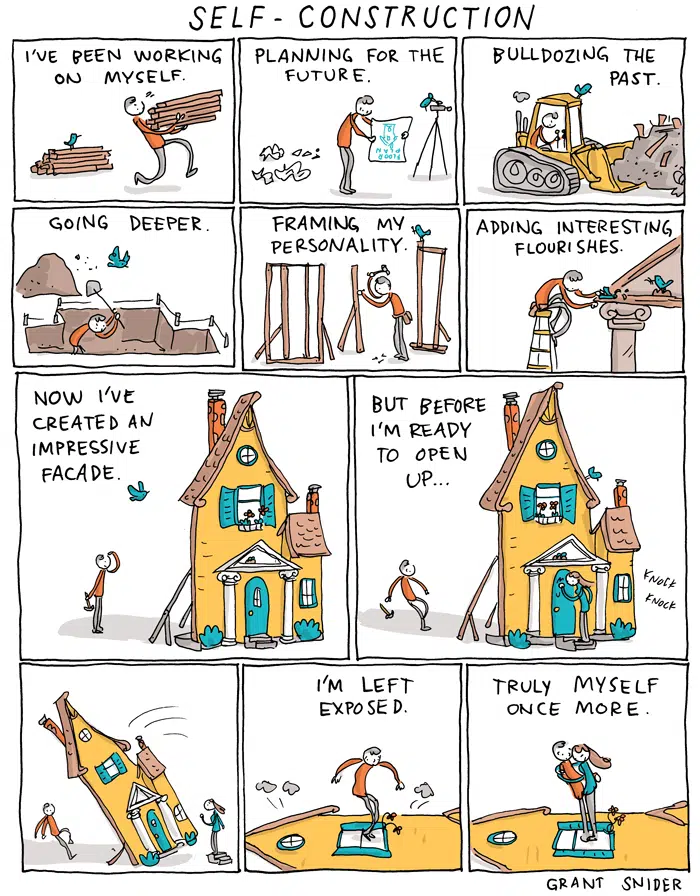 SELF-CONSTRUCTION
I'VE BEEN WORKING
ON MYSELF.
PLANNING FOR THE
FUTURE.
FLOOR
PLAN
BULLDOZING THE
PAST.
GOING DEEPER.
FRAMING MY
PERSONALITY.
ADDING INTERESTING
FLOURISHES.
NOW I'VE
CREATED AN
IMPRESSIVE
FACADE.
BUT BEFORE
I'M READY
TO OPEN
UP...
KNOCK
KNOCK
I'M LEFT
EXPOSED.
TRULY MYSELF
ONCE MORE.
GRANT SNIDER